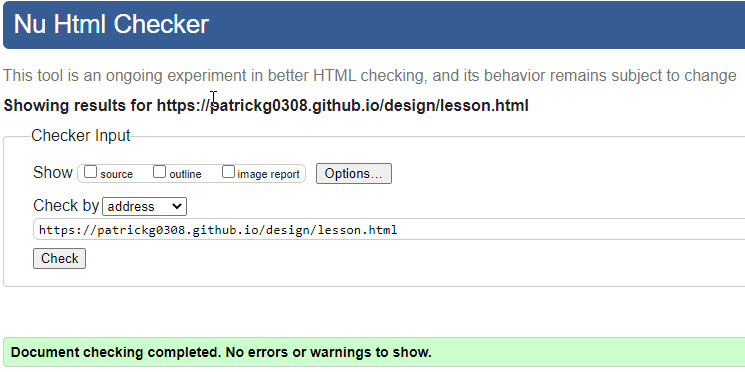 Nu Html Checker
This tool is an ongoing experiment in better HTML checking, and its behavior remains subject to change
Showing results for https://patrickg0308.github.io/design/lesson.html
Checker Input
Show source outline image report Options...
Check by address
https://patrickg0308.github.io/design/lesson.html
Check
Document checking completed. No errors or warnings to show.